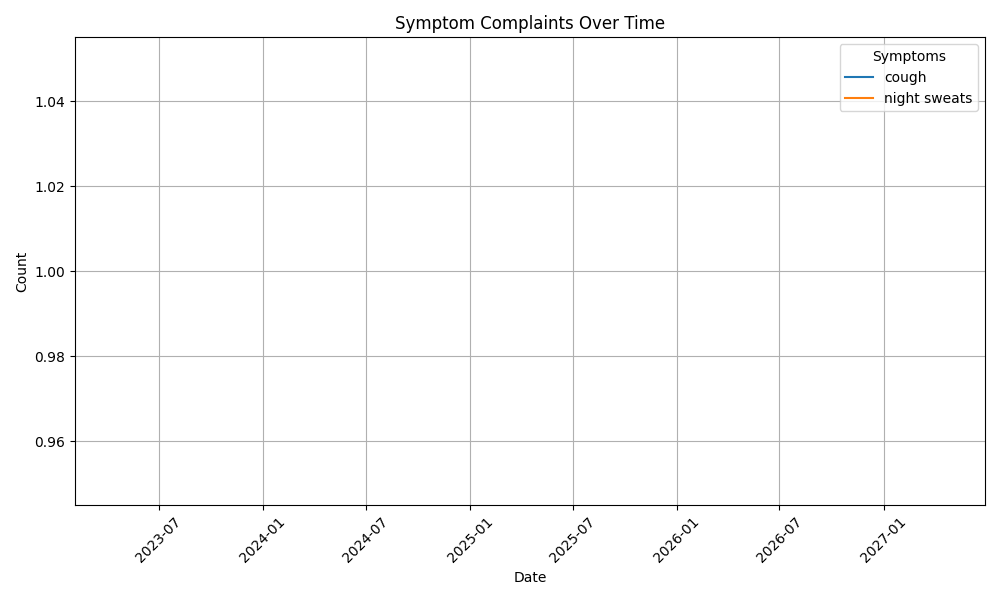 Symptom Complaints Over Time
Symptoms
cough
night sweats
1.04
1.02
1.00
0.98
0.96
Count
2023-07
2024-01
2024-07
2025-01
2025-07
2026-01
2026-07
2027-01
Date